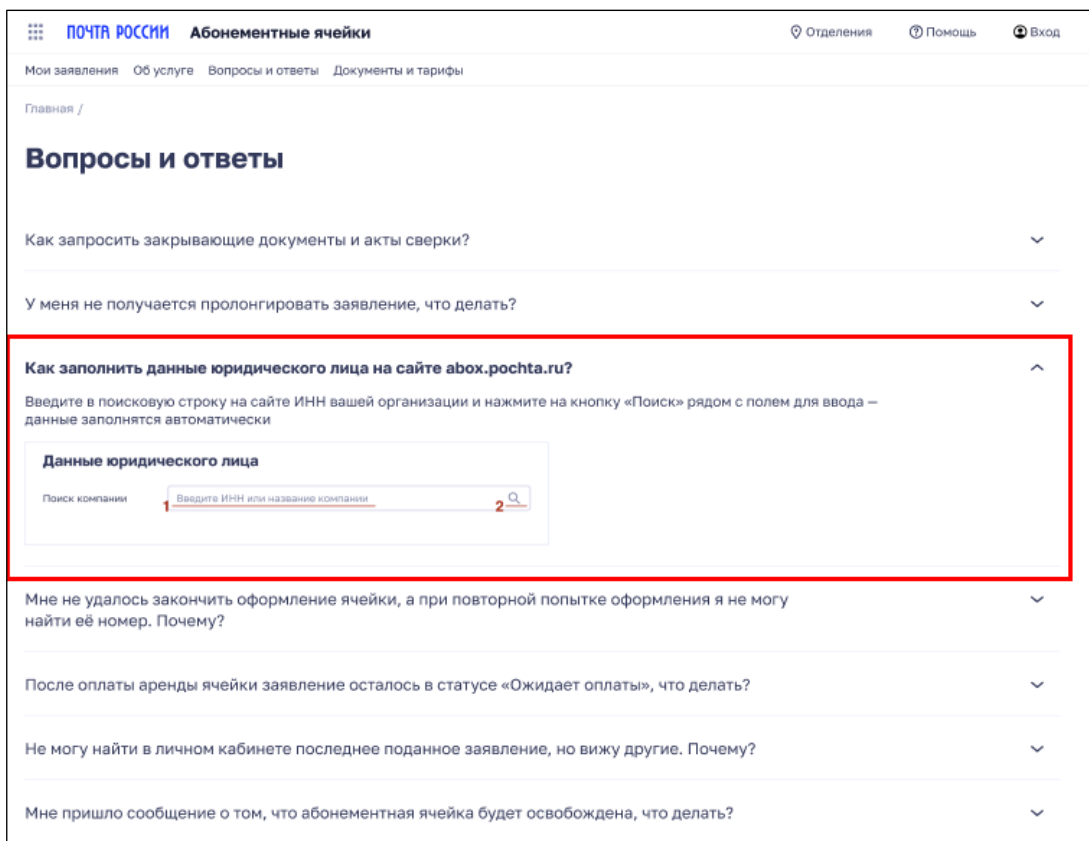 ПОЧТА РОССИИ Абонементные ячейки Отделения Помощь Вход
Мои заявления Об услуге Вопросы и ответы Документы и тарифы
Главная /
Вопросы и ответы
Как запросить закрывающие документы и акты сверки?
У меня не получается пролонгировать заявление, что делать?
Как заполнить данные юридического лица на сайте abox.pochta.ru?
Введите в поисковую строку на сайте ИНН вашей организации и нажмите на кнопку «Поиск» рядом с полем для ввода —
данные заполнятся автоматически
Данные юридического лица
Поиск компании 1 Введите ИНН или название компании 2
Мне не удалось закончить оформление ячейки, а при повторной попытке оформления я не могу
найти её номер. Почему?
После оплаты аренды ячейки заявление осталось в статусе «Ожидает оплаты», что делать?
Не могу найти в личном кабинете последнее поданное заявление, но вижу другие. Почему?
Мне пришло сообщение о том, что абонементная ячейка будет освобождена, что делать?